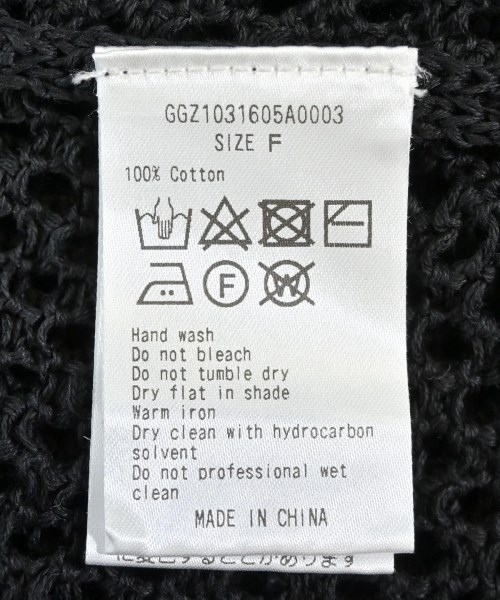 GGZ1031605A0003
SIZE F
100% Cotton
F
W
Hand wash
Do not bleach
Do not tumble dry
Dry flat in shade
Warm iron
Dry clean with hydrocarbon
solvent
Do not professional wet
clean
MADE IN CHINA